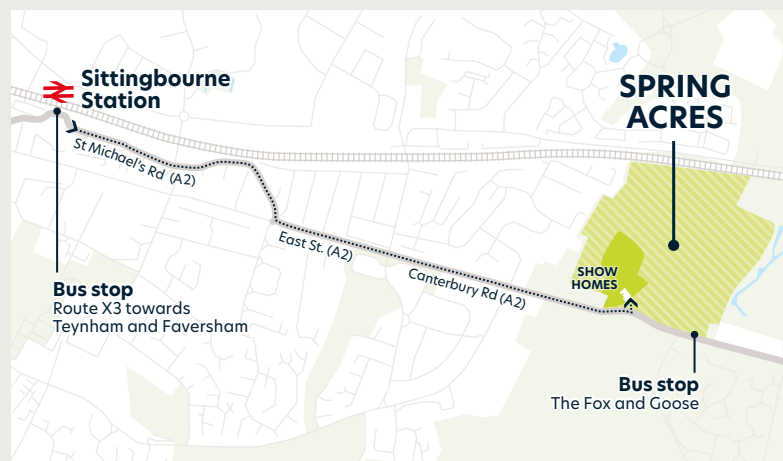 Sittingbourne
Station
SPRING
ACRES
St Michael's Rd (A2)
East St. (A2)
Canterbury Rd (A2)
SHOW
HOMES
Bus stop
Route X3 towards
Teynham and Faversham
Bus stop
The Fox and Goose